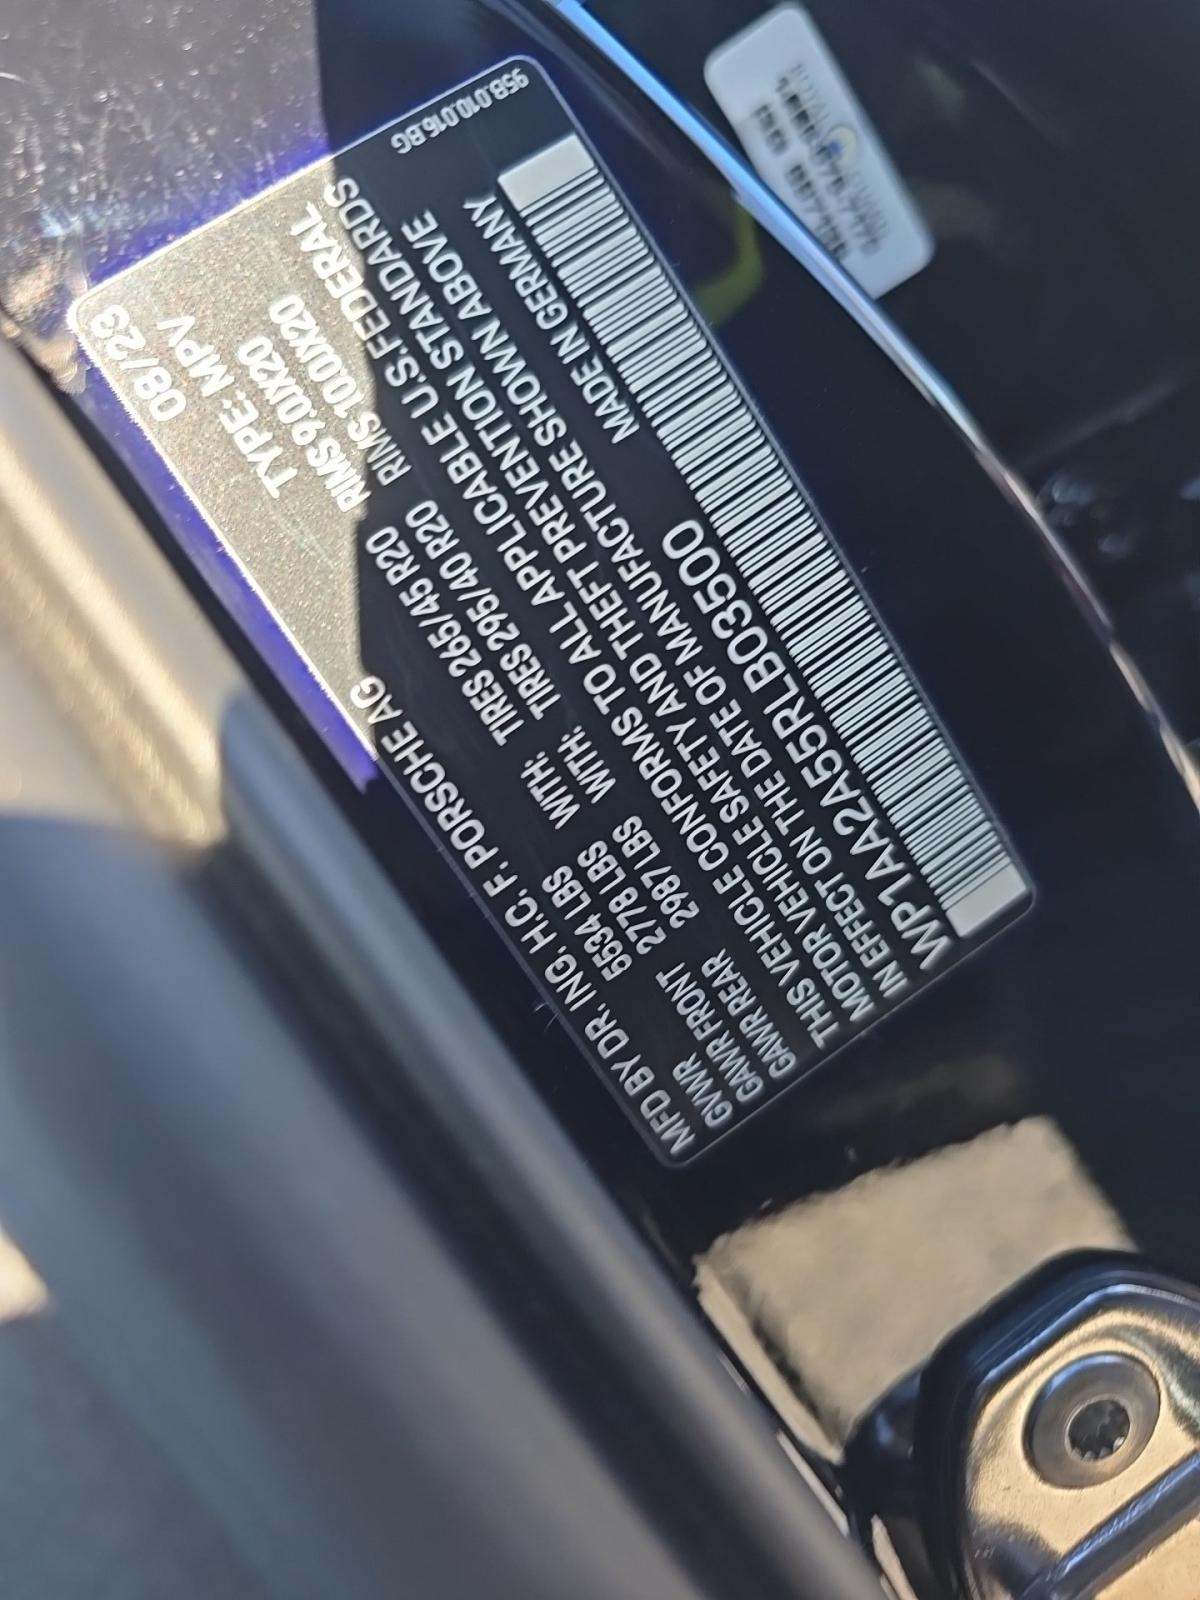 MFD BY DR. ING. H.C. F. PORSCHE AG 08/23
GVWR 5534 LBS TYPE: MPV
GAWR FRONT 2778 LBS WITH: TIRES 265/45 R20 RIMS 9.0JX20
GAWR REAR 2987 LBS WITH: TIRES 295/40 R20 RIMS 10.0JX20
THIS VEHICLE CONFORMS TO ALL APPLICABLE U.S. FEDERAL
MOTOR VEHICLE SAFETY AND THEFT PREVENTION STANDARDS
IN EFFECT ON THE DATE OF MANUFACTURE SHOWN ABOVE
WP1AA2A55RLB03500 MADE IN GERMANY
95B.010.016.BG